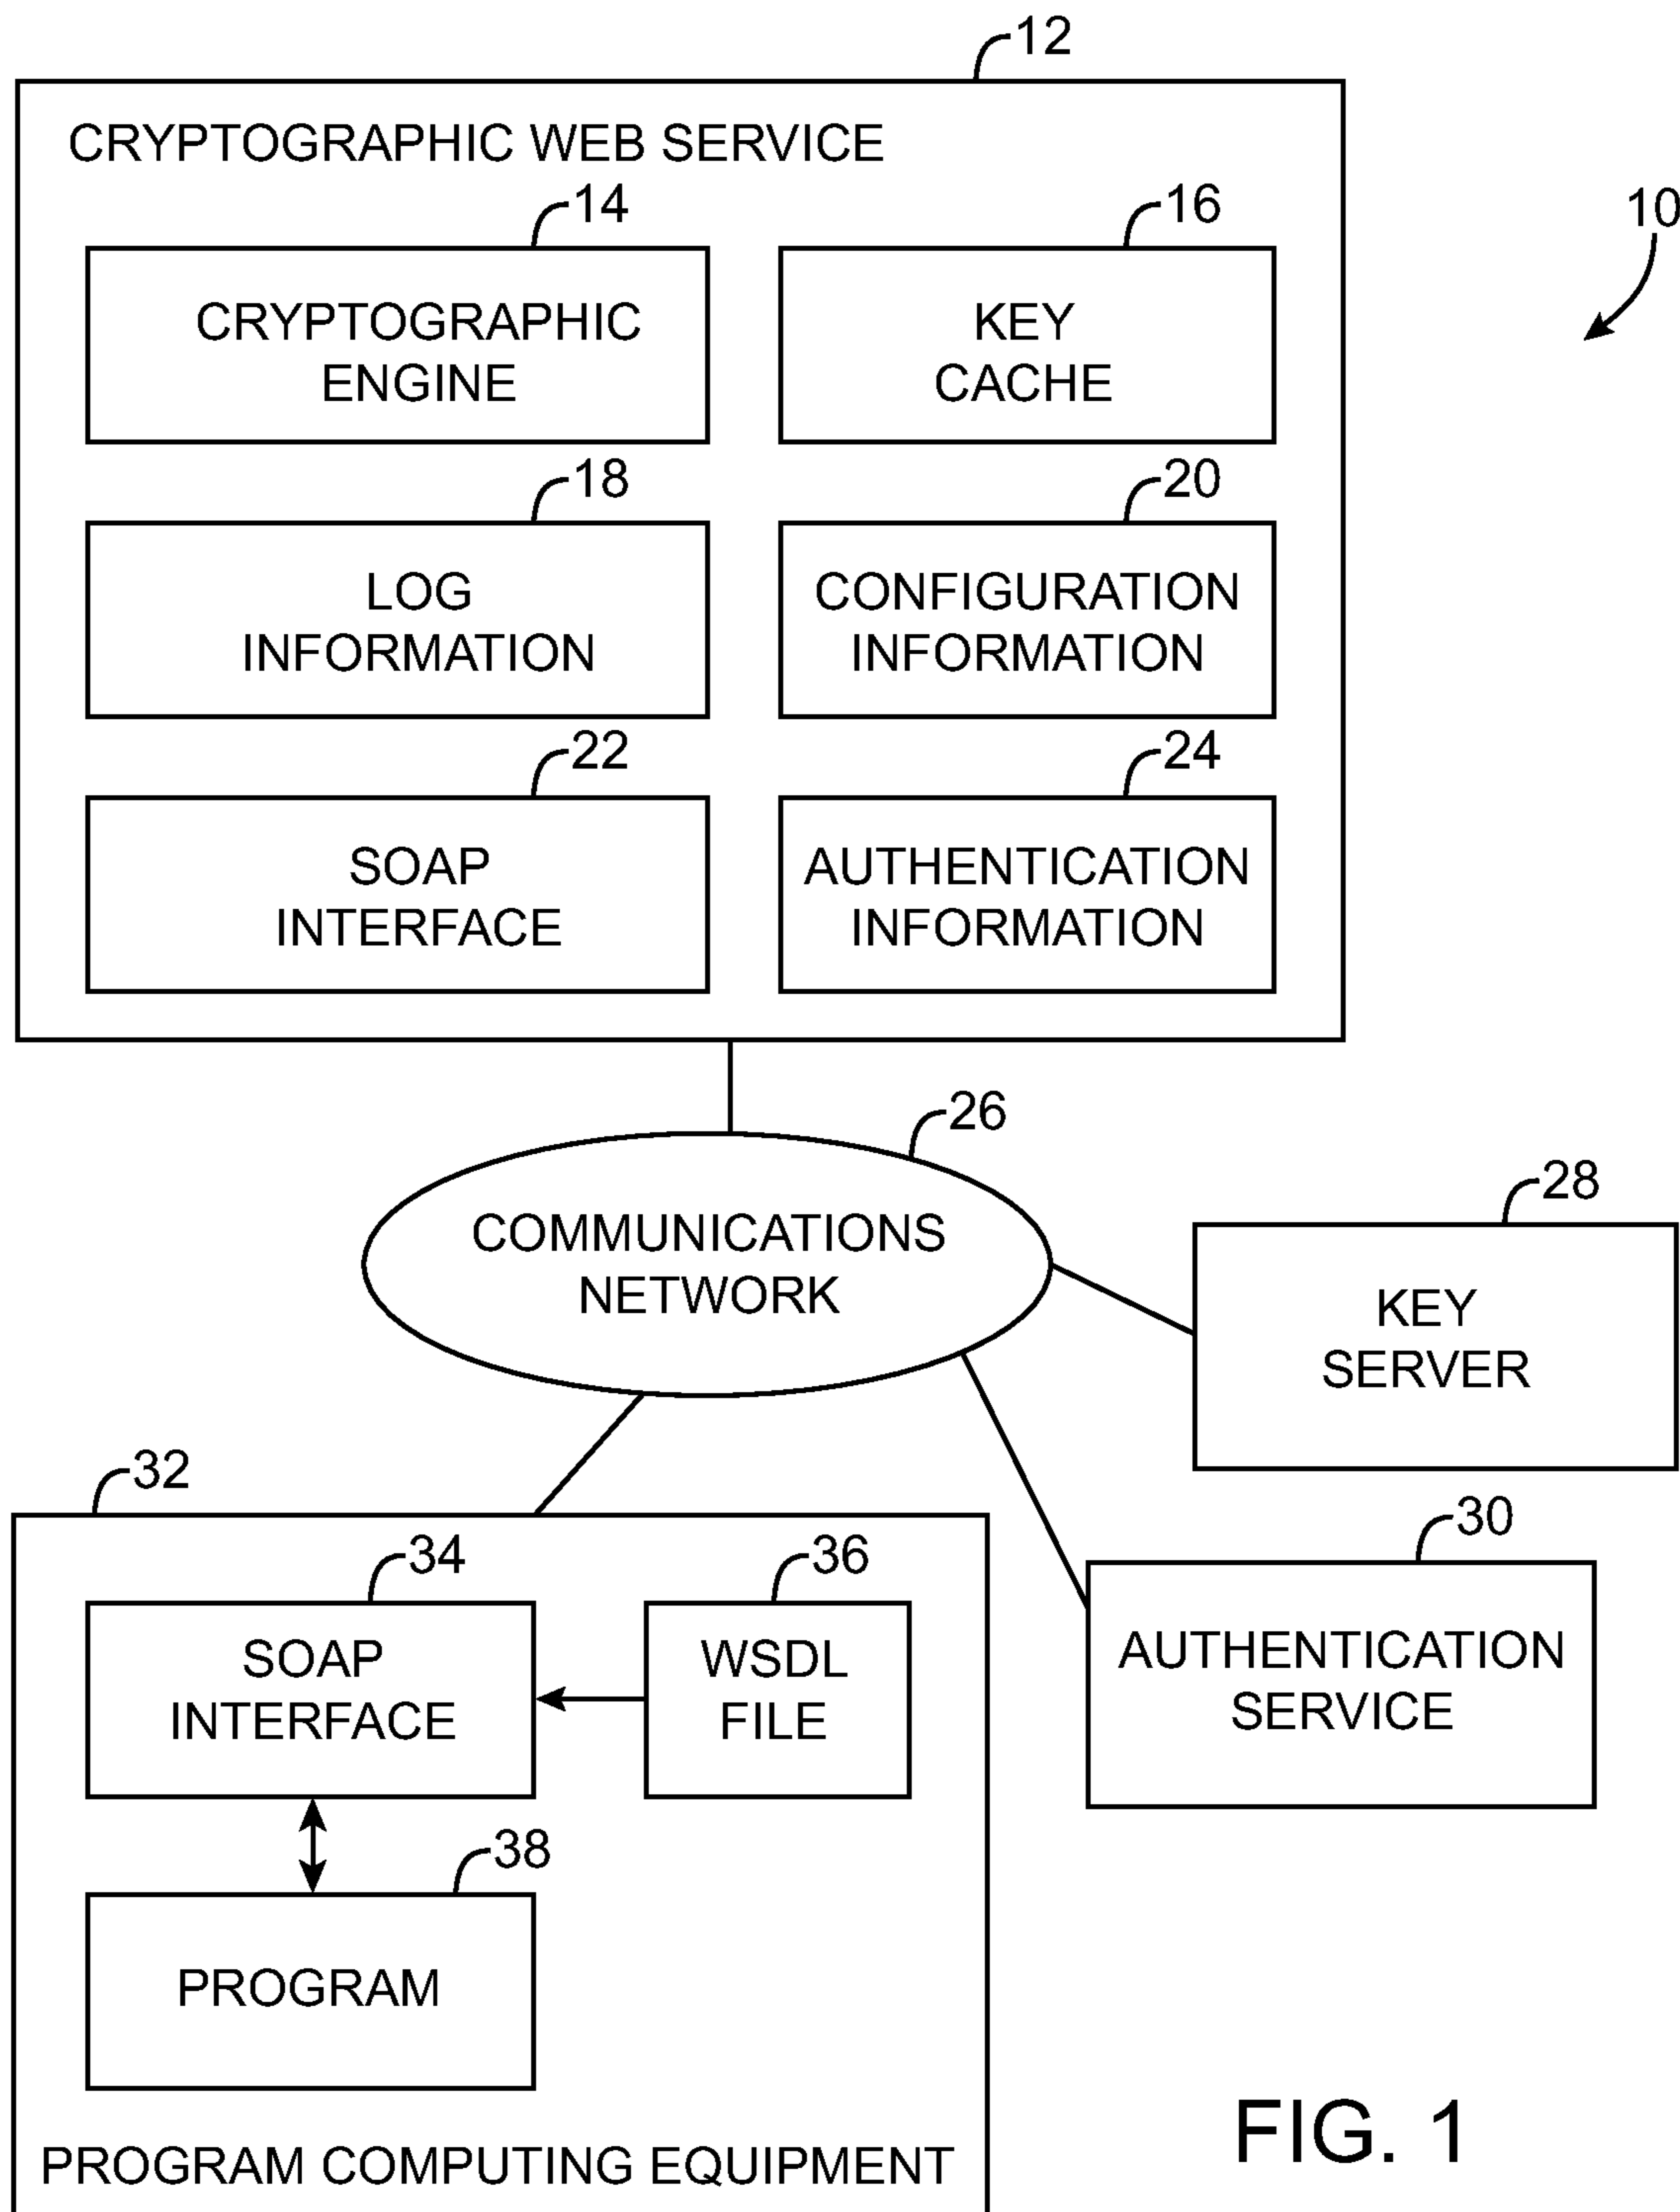 12
CRYPTOGRAPHIC WEB SERVICE
10
14
CRYPTOGRAPHIC
ENGINE
16
KEY
CACHE
18
LOG
INFORMATION
20
CONFIGURATION
INFORMATION
22
SOAP
INTERFACE
24
AUTHENTICATION
INFORMATION
26
COMMUNICATIONS
NETWORK
28
KEY
SERVER
30
AUTHENTICATION
SERVICE
32
34
SOAP
INTERFACE
36
WSDL
FILE
38
PROGRAM
PROGRAM COMPUTING EQUIPMENT
FIG. 1